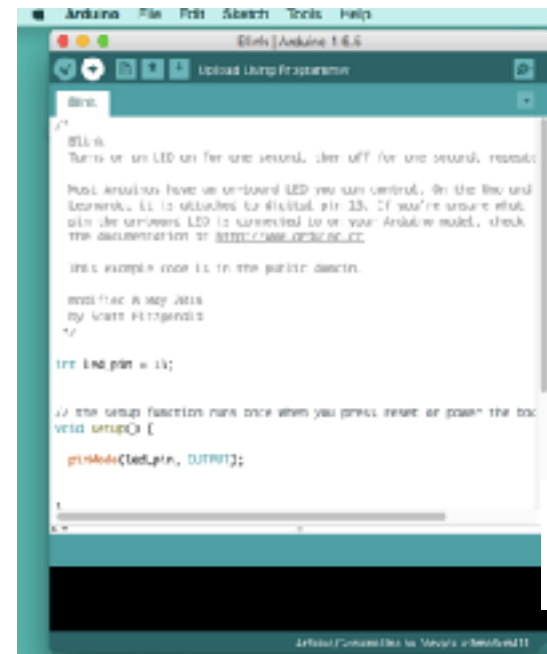 Arduino File Edit Sketch Tools Help
Blink | Arduino 1.6.6
Upload Using Programmer
Blink
/*
Blink
Turns on an LED on for one second, then off for one second, repeate
Most Arduinos have an on-board LED you can control. On the Uno and
Leonardo, it is attached to digital pin 13. If you're unsure what
pin the on-board LED is connected to on your Arduino model, check
the documentation at http://www.arduino.cc
This example code is in the public domain.
modified 8 May 2014
by Scott Fitzgerald
*/
int led_pin = 13;
// the setup function runs once when you press reset or power the boa
void setup() {
pinMode(led_pin, OUTPUT);
}